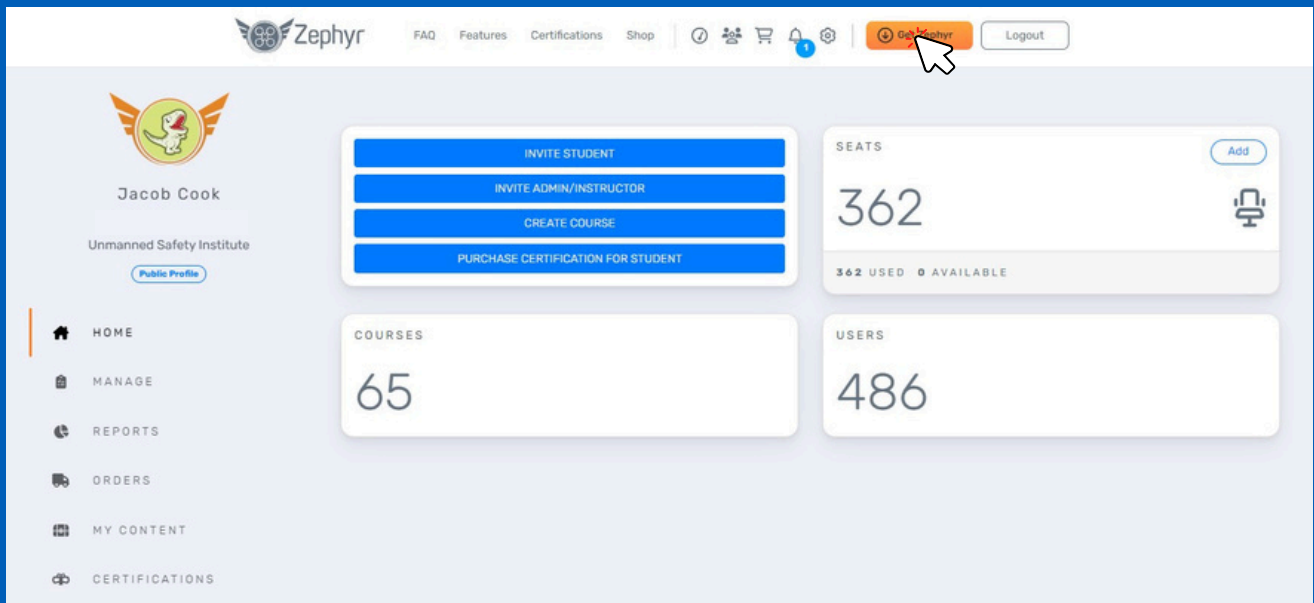 Zephyr FAQ Features Certifications Shop 1 Get Zephyr Logout
Jacob Cook
Unmanned Safety Institute
Public Profile
HOME
MANAGE
REPORTS
ORDERS
MY CONTENT
CERTIFICATIONS
INVITE STUDENT
INVITE ADMIN/INSTRUCTOR
CREATE COURSE
PURCHASE CERTIFICATION FOR STUDENT
SEATS Add
362
362 USED 0 AVAILABLE
COURSES
65
USERS
486